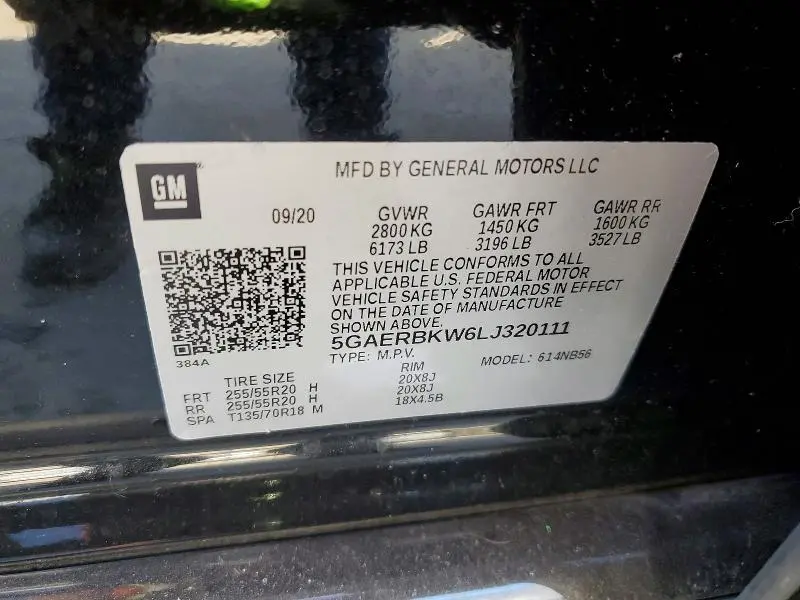 GM
MFD BY GENERAL MOTORS LLC
09/20 GVWR GAWR FRT GAWR RR
2800 KG 1450 KG 1600 KG
6173 LB 3196 LB 3527 LB
THIS VEHICLE CONFORMS TO ALL
APPLICABLE U.S. FEDERAL MOTOR
VEHICLE SAFETY STANDARDS IN EFFECT
ON THE DATE OF MANUFACTURE
SHOWN ABOVE.
5GAERBKW6LJ320111
384A
TYPE: M.P.V. MODEL: 614NB56
TIRE SIZE RIM
FRT 255/55R20 H 20X8J
RR 255/55R20 H 20X8J
SPA T135/70R18 M 18X4.5B